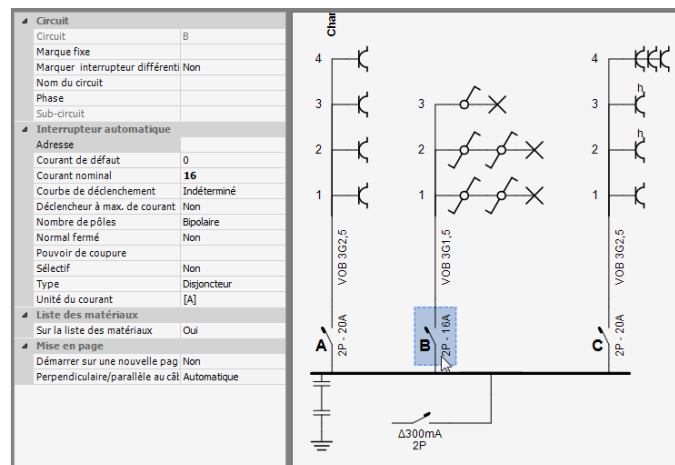 Circuit
Circuit B
Marque fixe
Marquer interrupteur différenti Non
Nom du circuit
Phase
Sub-circuit
Interrupteur automatique
Adresse
Courant de défaut 0
Courant nominal 16
Courbe de déclenchement Indéterminé
Déclencheur à max. de courant Non
Nombre de pôles Bipolaire
Normal fermé Non
Pouvoir de coupure
Sélectif Non
Type Disjoncteur
Unité du courant [A]
Liste des matériaux
Sur la liste des matériaux Oui
Mise en page
Démarrer sur une nouvelle pag Non
Perpendiculaire/parallèle au câl Automatique
Char
4
3
2
1
VOB 3G2,5
A
2P - 20A
3
2
1
VOB 3G1,5
B
2P - 16A
4
3
h
2
h
1
VOB 3G2,5
C
2P - 20A
Δ300mA
2P